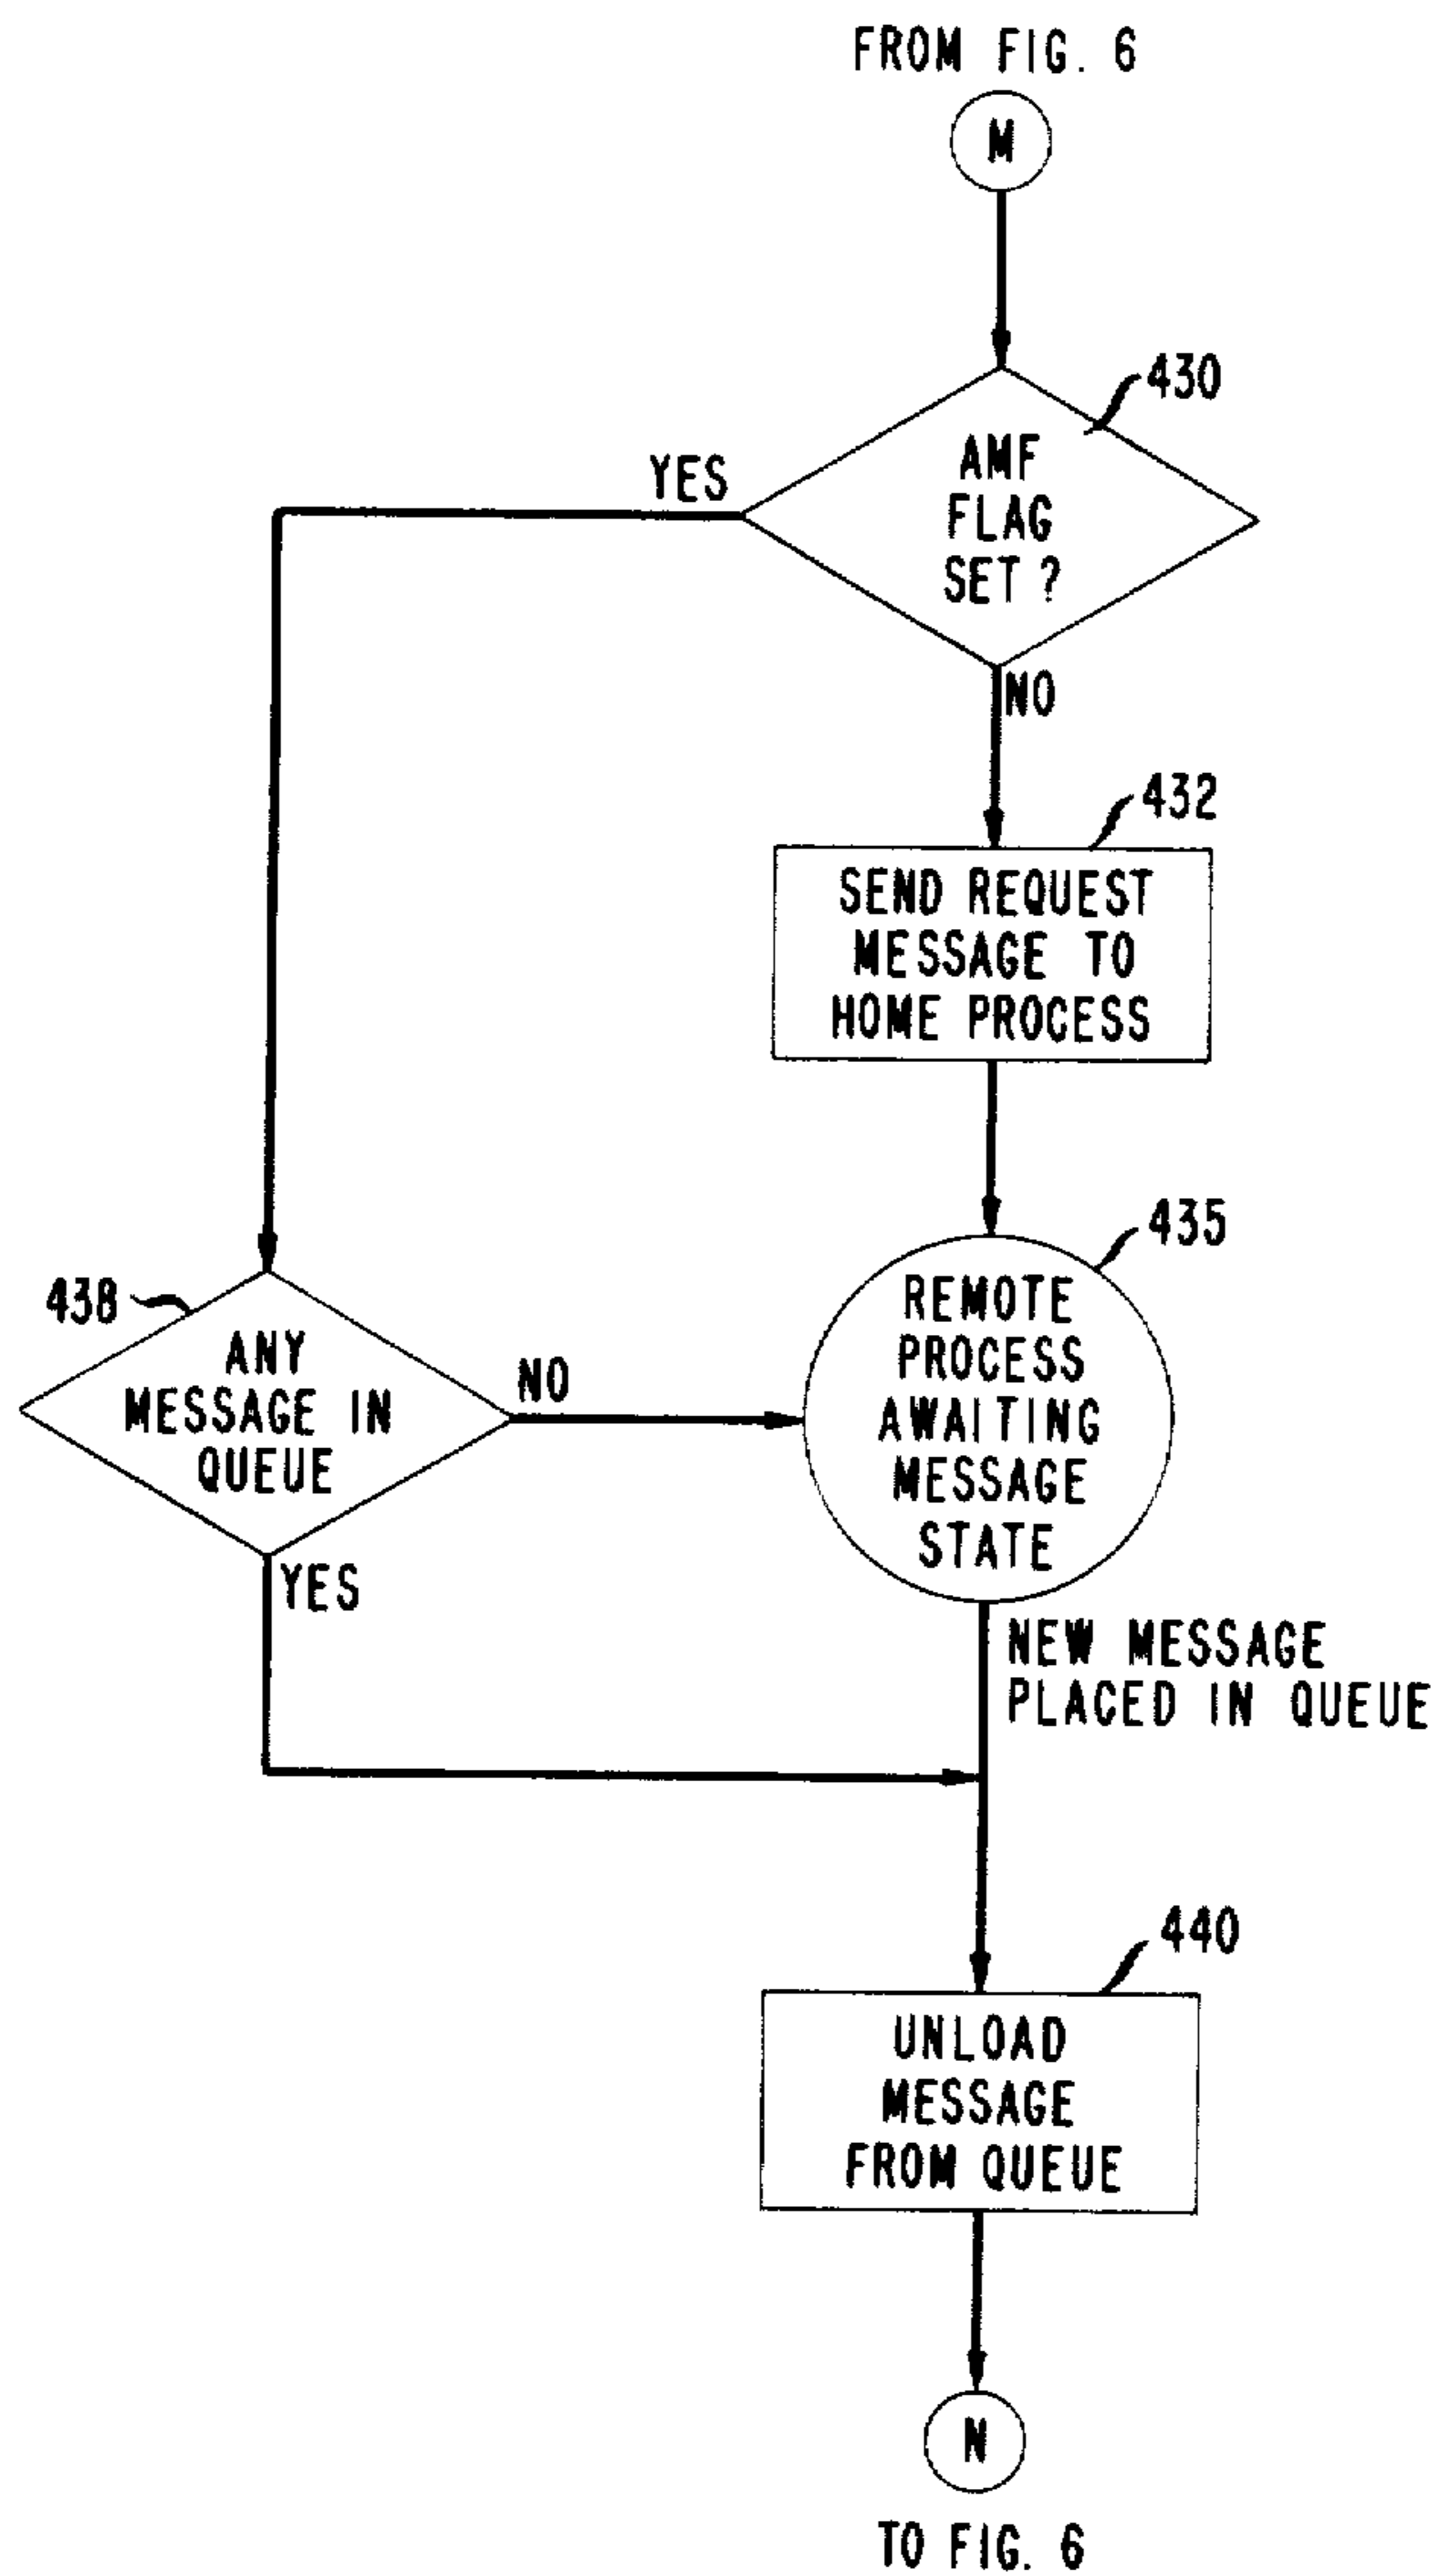 FROM FIG. 6
M
430
AMF
FLAG
SET ?
YES
NO
432
SEND REQUEST
MESSAGE TO
HOME PROCESS
435
REMOTE
PROCESS
AWAITING
MESSAGE
STATE
438
ANY
MESSAGE IN
QUEUE
NO
YES
NEW MESSAGE
PLACED IN QUEUE
440
UNLOAD
MESSAGE
FROM QUEUE
N
TO FIG. 6